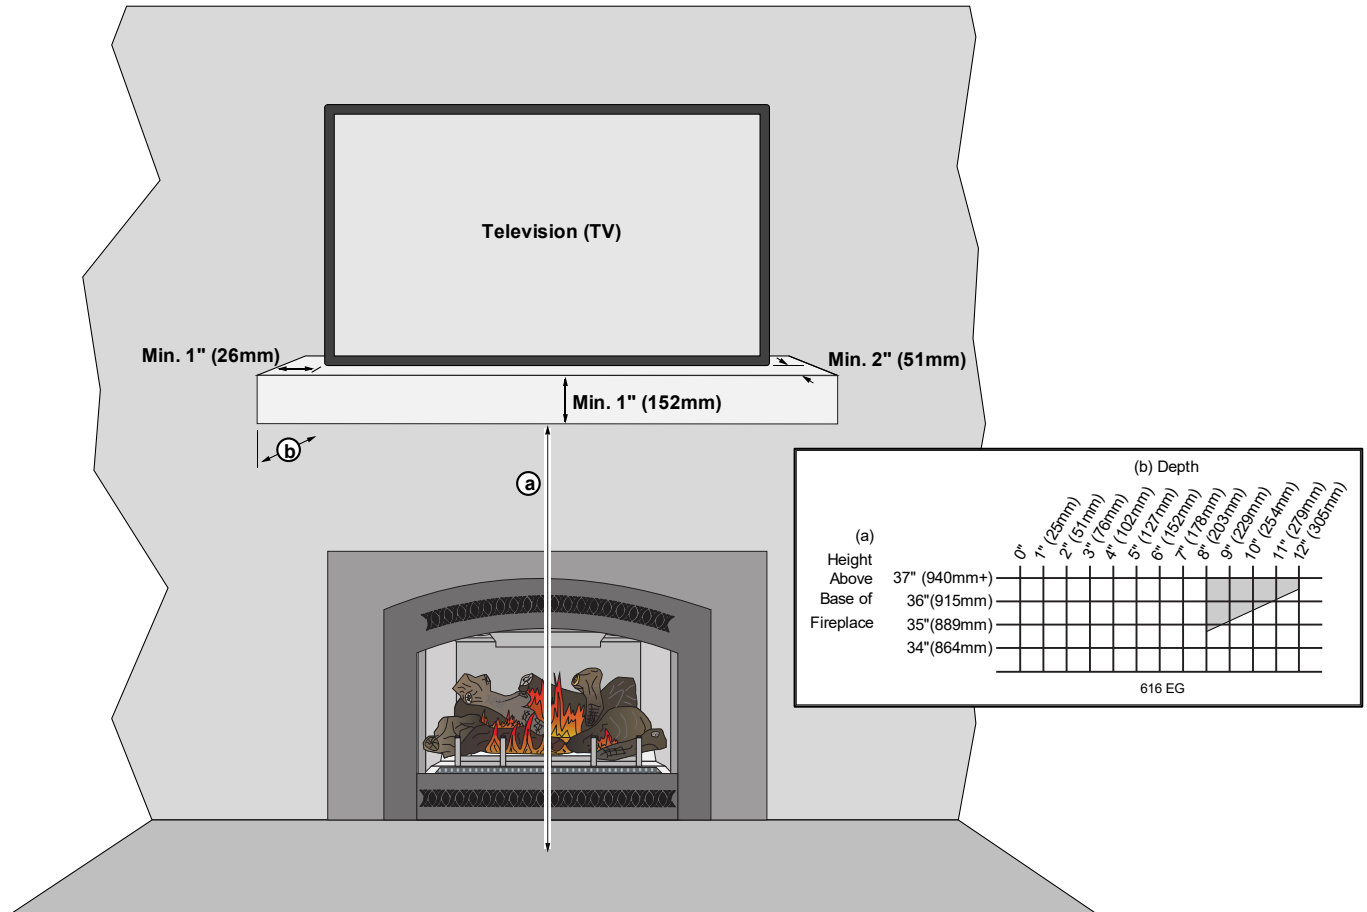 Television (TV)
Min. 1" (26mm)
Min. 2" (51mm)
Min. 1" (152mm)
b
a
(b) Depth
0"
1" (25mm)
2" (51mm)
3" (76mm)
4" (102mm)
5" (127mm)
6" (152mm)
7" (178mm)
8" (203mm)
9" (229mm)
10" (254mm)
11" (279mm)
12" (305mm)
(a)
Height
Above
Base of
Fireplace
37" (940mm+)
36"(915mm)
35"(889mm)
34"(864mm)
616 EG